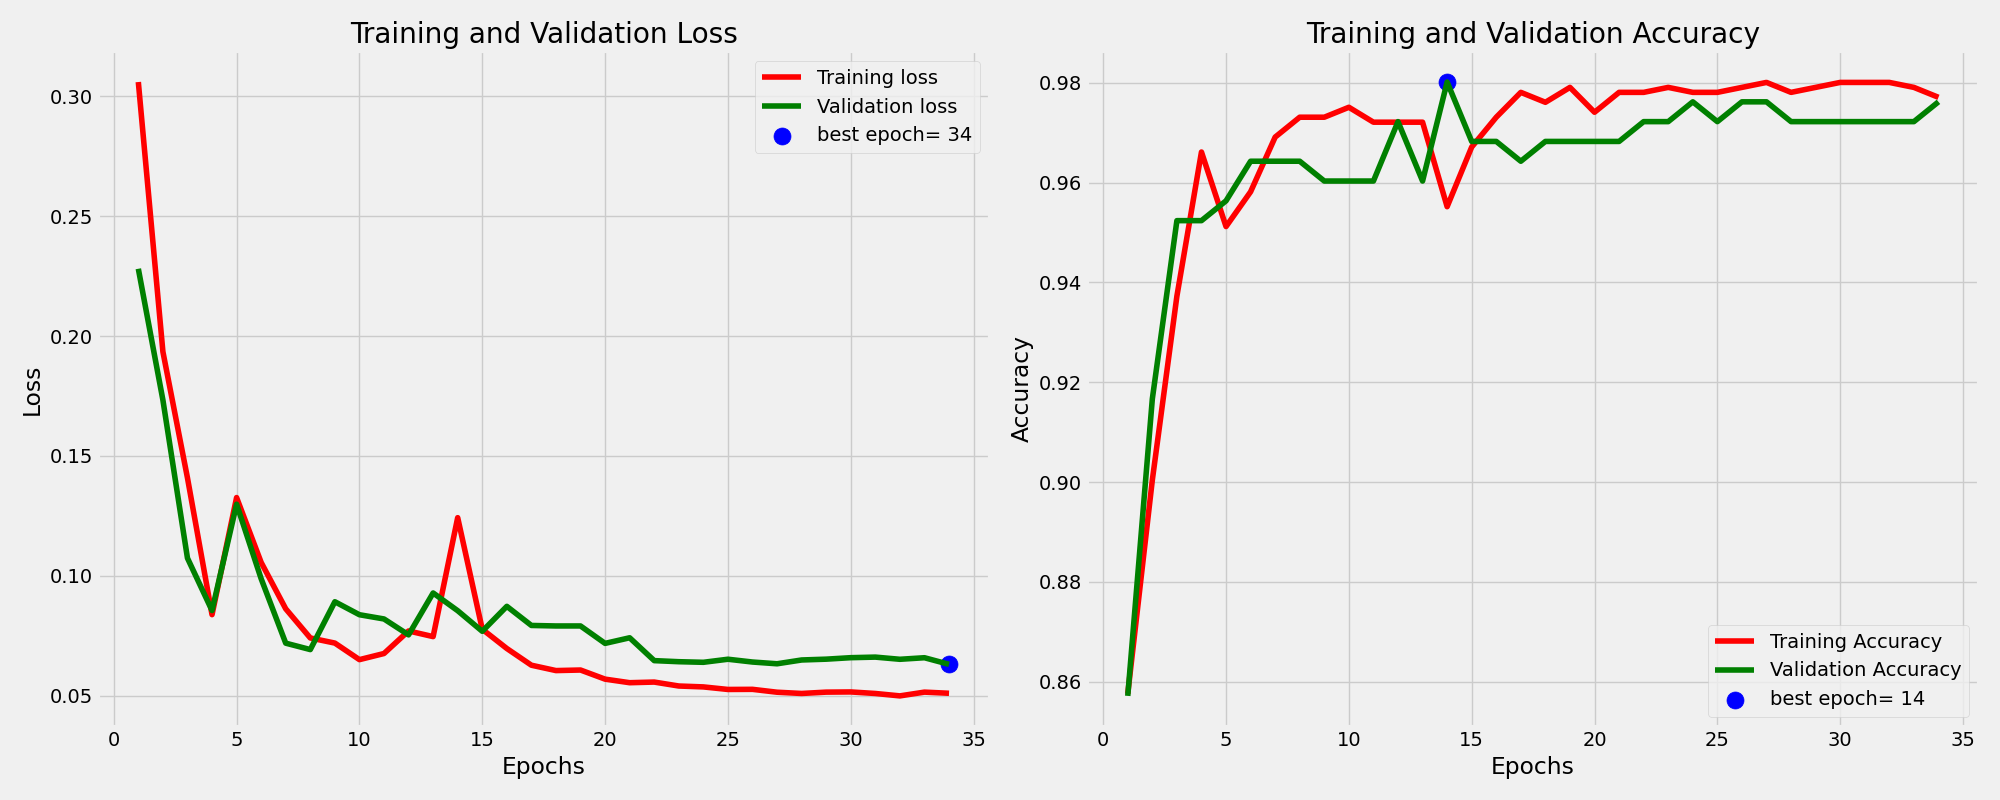 Training and Validation Loss
Training loss
Validation loss
best epoch= 34
0.30
0.25
0.20
0.15
0.10
0.05
Loss
0 5 10 15 20 25 30 35
Epochs
Training and Validation Accuracy
0.98
0.96
0.94
0.92
0.90
0.88
0.86
Accuracy
Training Accuracy
Validation Accuracy
best epoch= 14
0 5 10 15 20 25 30 35
Epochs